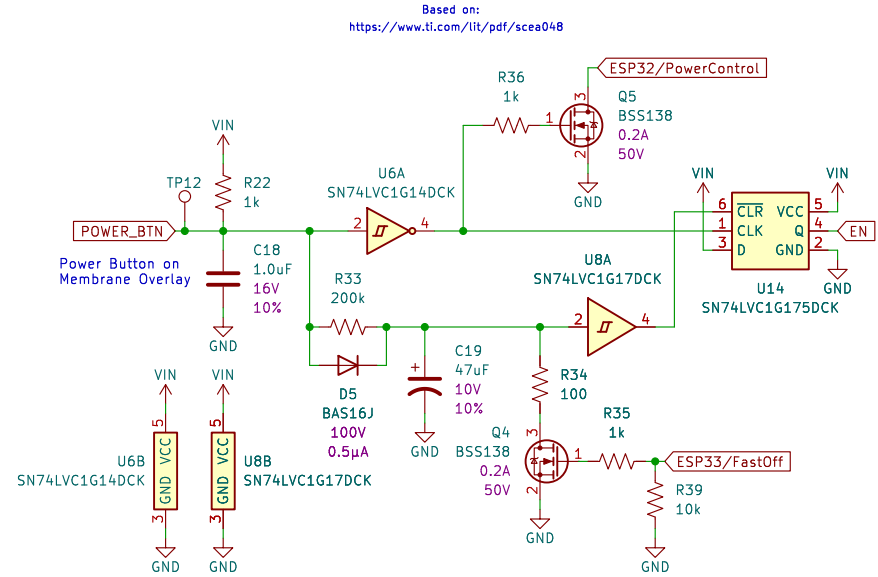 Based on:
https://www.ti.com/lit/pdf/scea048
ESP32/PowerControl
R36
1k
3
Q5
BSS138
0.2A
50V
1
2
GND
VIN
TP12
R22
1k
U6A
SN74LVC1G14DCK
2
4
POWER_BTN
Power Button on
Membrane Overlay
C18
1.0uF
16V
10%
GND
VIN
VIN
6
CLR
VCC
5
1
CLK
Q
4
EN
3
D
GND
2
GND
U14
SN74LVC1G175DCK
R33
200k
U8A
SN74LVC1G17DCK
2
4
D5
BAS16J
100V
0.5µA
+
C19
47uF
10V
10%
GND
R34
100
Q4
BSS138
0.2A
50V
3
1
2
GND
R35
1k
ESP33/FastOff
R39
10k
GND
VIN
5
VCC
GND
3
U6B
SN74LVC1G14DCK
GND
VIN
5
VCC
GND
3
U8B
SN74LVC1G17DCK
GND